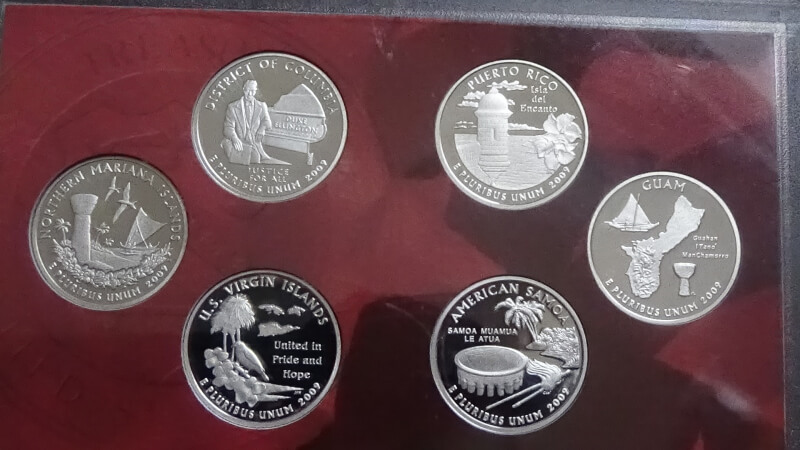 DISTRICT OF COLUMBIA
DUKE
ELLINGTON
JUSTICE
FOR ALL
E PLURIBUS UNUM 2009
PUERTO RICO
Isla
del
Encanto
E PLURIBUS UNUM 2009
NORTHERN MARIANA ISLANDS
E PLURIBUS UNUM 2009
GUAM
Guahan
I Tano'
ManChamorro
E PLURIBUS UNUM 2009
U.S. VIRGIN ISLANDS
United in
Pride and
Hope
E PLURIBUS UNUM 2009
AMERICAN SAMOA
SAMOA MUAMUA
LE ATUA
E PLURIBUS UNUM 2009